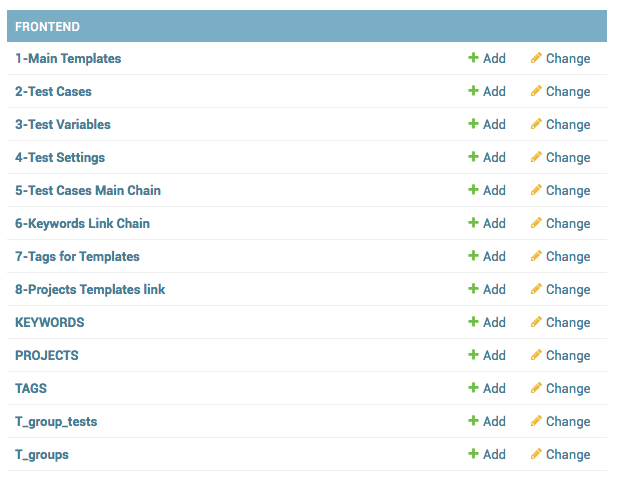 FRONTEND
1-Main Templates Add Change
2-Test Cases Add Change
3-Test Variables Add Change
4-Test Settings Add Change
5-Test Cases Main Chain Add Change
6-Keywords Link Chain Add Change
7-Tags for Templates Add Change
8-Projects Templates link Add Change
KEYWORDS Add Change
PROJECTS Add Change
TAGS Add Change
T_group_tests Add Change
T_groups Add Change